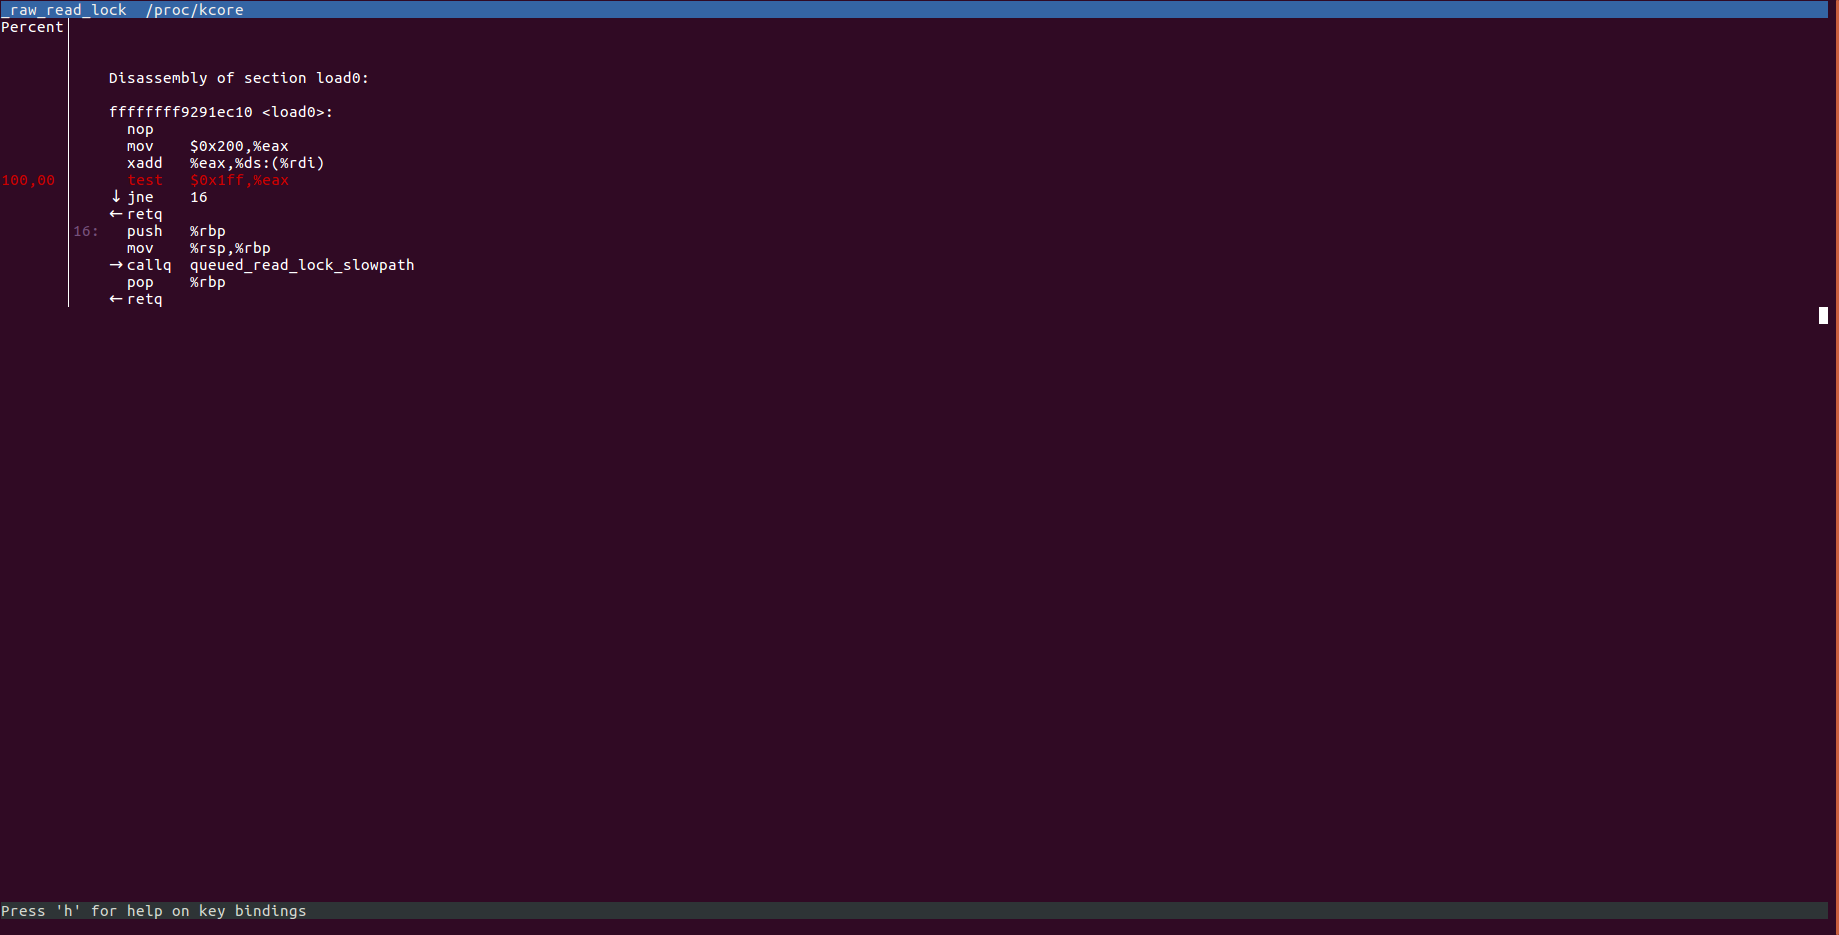 _raw_read_lock  /proc/kcore
Percent
Disassembly of section load0:
ffffffff9291ec10 <load0>:
nop
mov    $0x200,%eax
xadd   %eax,%ds:(%rdi)
100,00  test   $0x1ff,%eax
↓ jne    16
← retq
16:   push   %rbp
mov    %rsp,%rbp
→ callq  queued_read_lock_slowpath
pop    %rbp
← retq
Press 'h' for help on key bindings